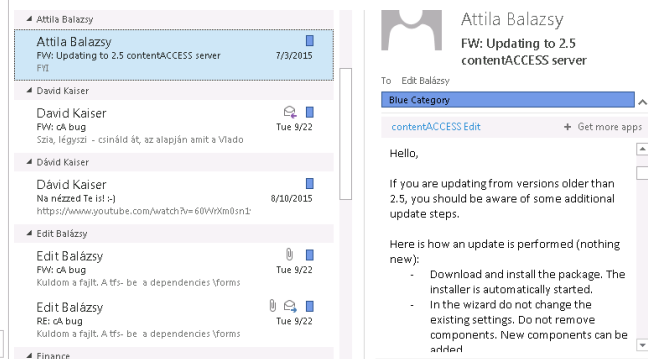 Attila Balazsy
Attila Balazsy
FW: Updating to 2.5 contentACCESS server 7/3/2015
FYI
David Kaiser
David Kaiser
FW: cA bug Tue 9/22
Szia, légyszi - csináld át, az alapján amit a Vlado
Dávid Kaiser
Dávid Kaiser
Na nézzed Te is! :-) 8/10/2015
Edit Balázsy
Edit Balázsy
FW: cA bug Tue 9/22
Kuldom a fajlt. A tfs- be a dependencies \forms
Edit Balázsy
RE: cA bug Tue 9/22
Kuldom a fajlt. A tfs- be a dependencies \forms
Finance
Attila Balazsy
FW: Updating to 2.5
contentACCESS server
To Edit Balázsy
Blue Category
contentACCESS Edit + Get more apps
Hello,
If you are updating from versions older than
2.5, you should be aware of some additional
update steps.
Here is how an update is performed (nothing
new):
- Download and install the package. The
installer is automatically started.
- In the wizard do not change the
existing settings. Do not remove
components. New components can be
added